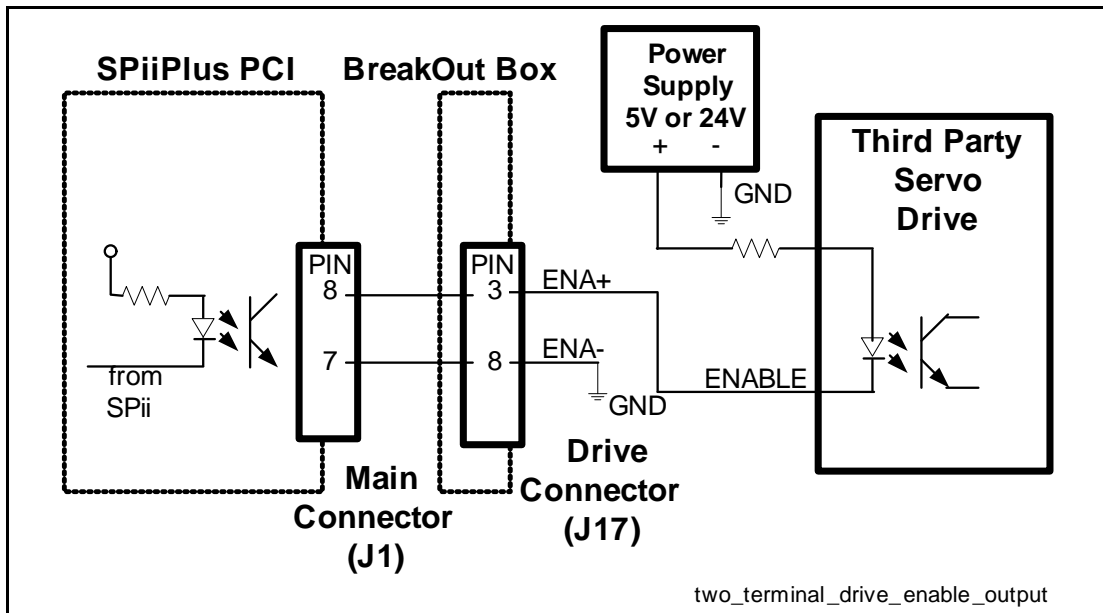 SPiiPlus PCI
BreakOut Box
Power
Supply
5V or 24V
+ -
GND
Third Party
Servo
Drive
PIN
8
7
PIN
3
8
ENA+
ENA-
GND
ENABLE
from
SPii
Main
Connector
(J1)
Drive
Connector
(J17)
two_terminal_drive_enable_output